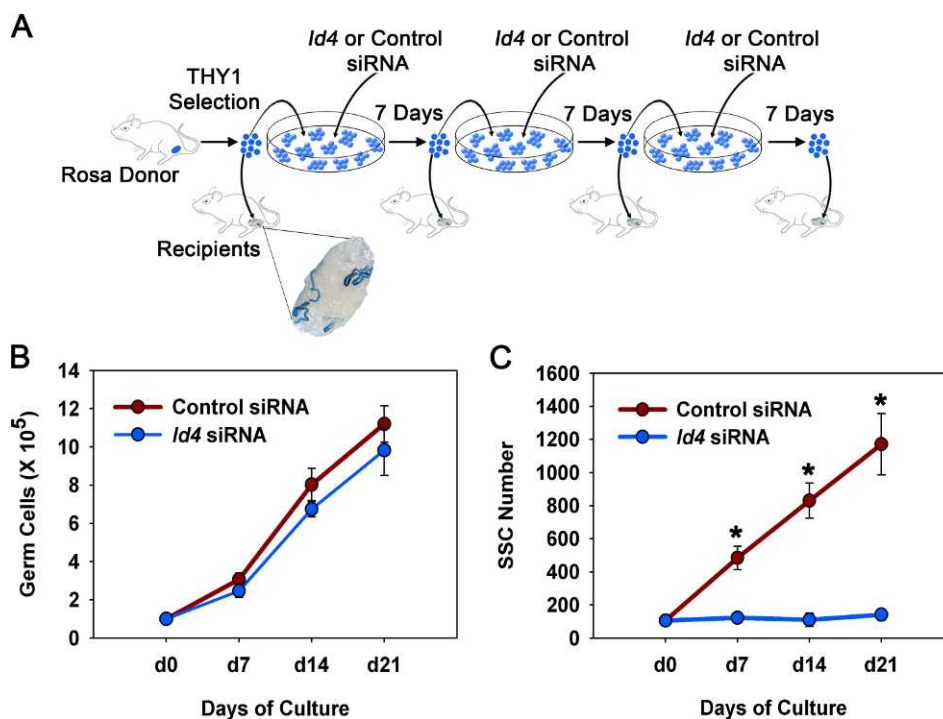 A
Id4 or Control
siRNA
Id4 or Control
siRNA
Id4 or Control
siRNA
THY1
Selection
7 Days
7 Days
7 Days
Rosa Donor
Recipients
B
Germ Cells (X 10⁵)
14
12
10
8
6
4
2
0
Control siRNA
Id4 siRNA
d0 d7 d14 d21
Days of Culture
C
SSC Number
1600
1400
1200
1000
800
600
400
200
0
Control siRNA
Id4 siRNA
*
*
*
d0 d7 d14 d21
Days of Culture